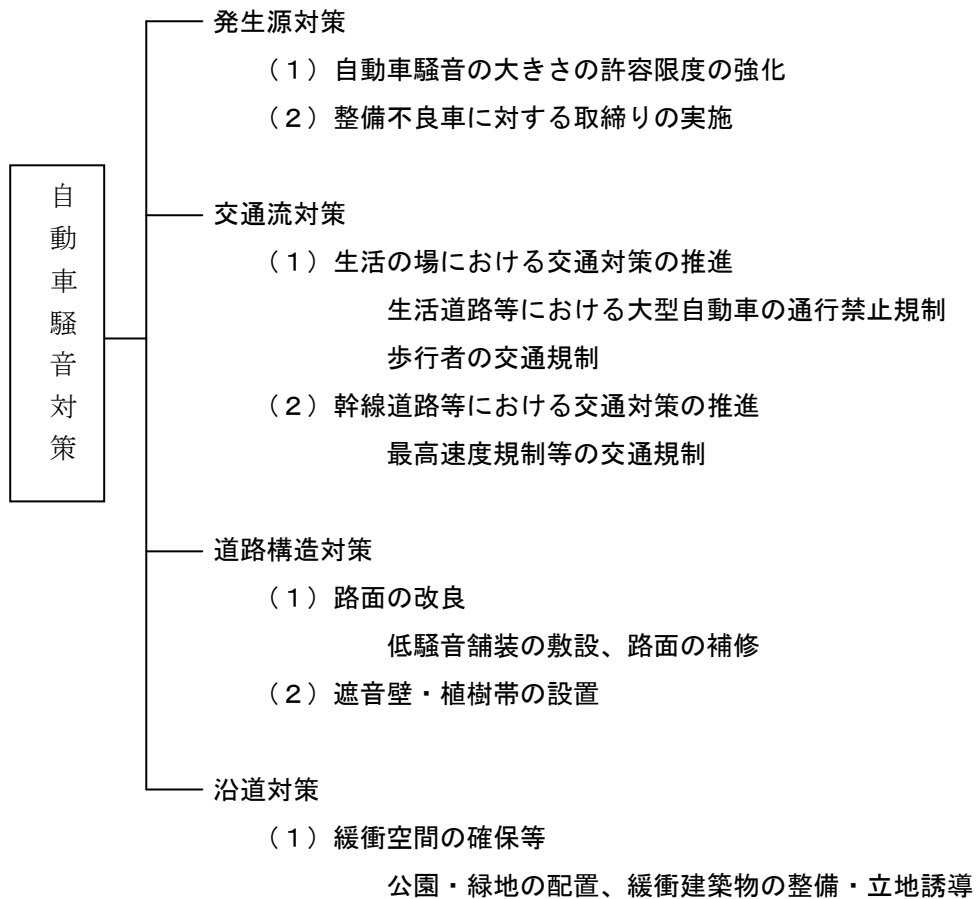 自動車騒音対策
発生源対策
(1)自動車騒音の大きさの許容限度の強化
(2)整備不良車に対する取締りの実施
交通流対策
(1)生活の場における交通対策の推進
生活道路等における大型自動車の通行禁止規制
歩行者の交通規制
(2)幹線道路等における交通対策の推進
最高速度規制等の交通規制
道路構造対策
(1)路面の改良
低騒音舗装の敷設、路面の補修
(2)遮音壁・植樹帯の設置
沿道対策
(1)緩衝空間の確保等
公園・緑地の配置、緩衝建築物の整備・立地誘導